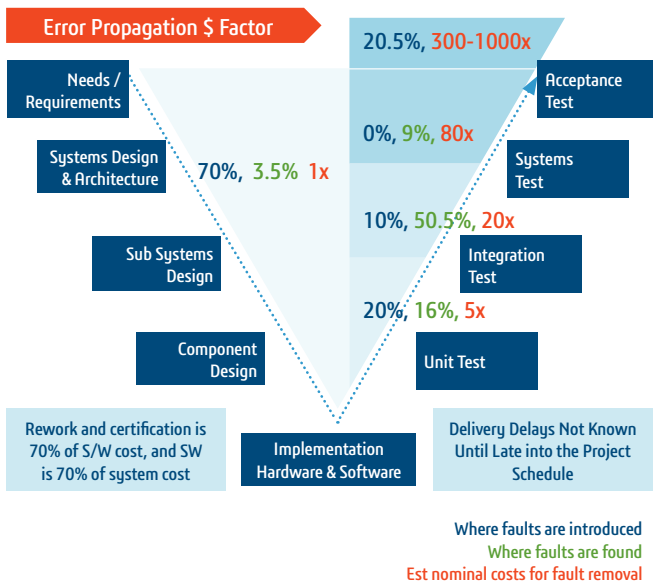 Error Propagation $ Factor
20.5%, 300-1000x
Needs /
Requirements
Acceptance
Test
0%, 9%, 80x
Systems Design
& Architecture
70%, 3.5% 1x
Systems
Test
10%, 50.5%, 20x
Sub Systems
Design
Integration
Test
20%, 16%, 5x
Component
Design
Unit Test
Rework and certification is
70% of S/W cost, and SW
is 70% of system cost
Implementation
Hardware & Software
Delivery Delays Not Known
Until Late into the Project
Schedule
Where faults are introduced
Where faults are found
Est nominal costs for fault removal